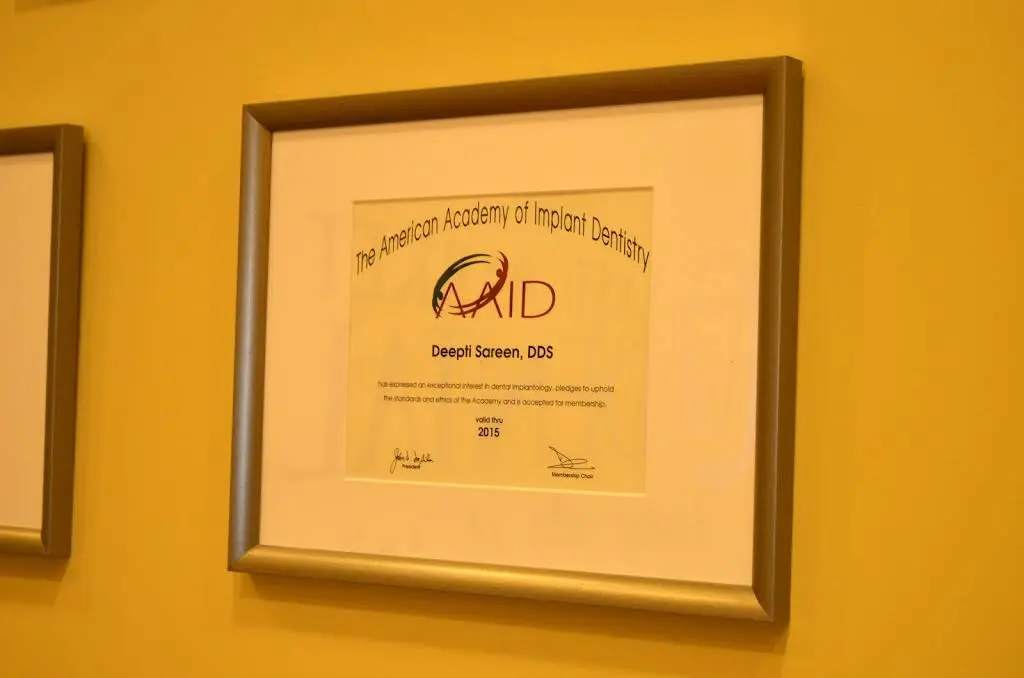 The American Academy of Implant Dentistry
AAID
Deepti Sareen, DDS
has expressed an exceptional interest in dental implantology, pledges to uphold
the standards and ethics of the Academy and is accepted for membership.
valid thru
2015
President
Membership Chair